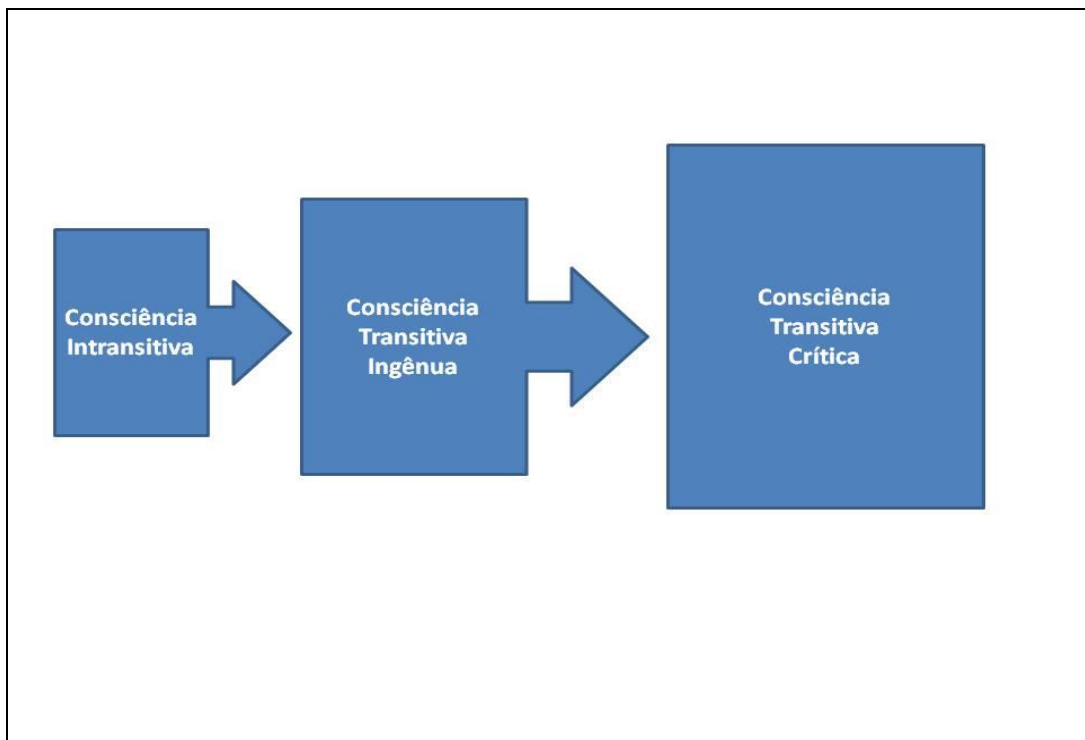 Consciência
Intransitiva
Consciência
Transitiva
Ingênua
Consciência
Transitiva
Crítica